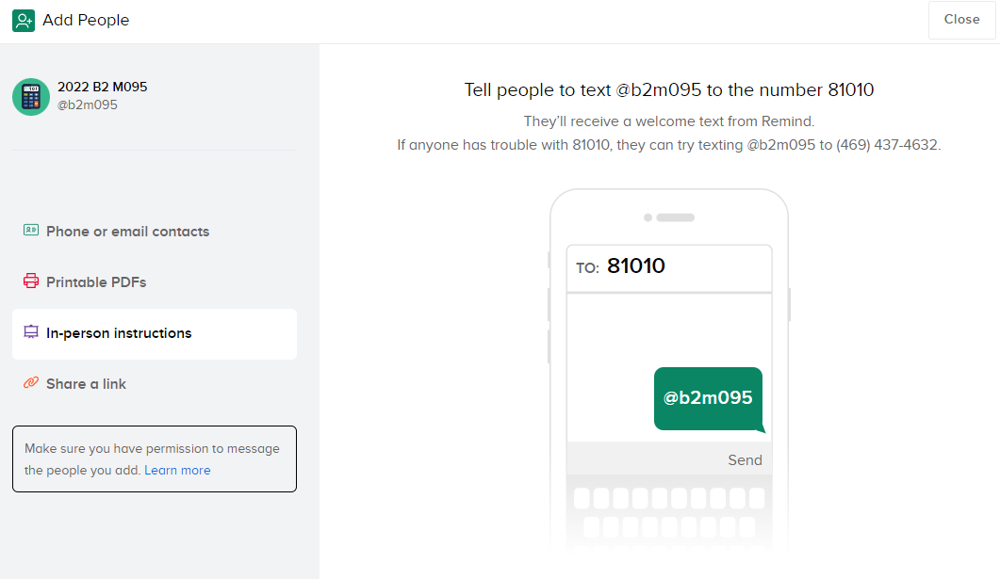 Add People
Close
2022 B2 M095
@b2m095
Phone or email contacts
Printable PDFs
In-person instructions
Share a link
Make sure you have permission to message
the people you add. Learn more
Tell people to text @b2m095 to the number 81010
They’ll receive a welcome text from Remind.
If anyone has trouble with 81010, they can try texting @b2m095 to (469) 437-4632.
TO: 81010
@b2m095
Send